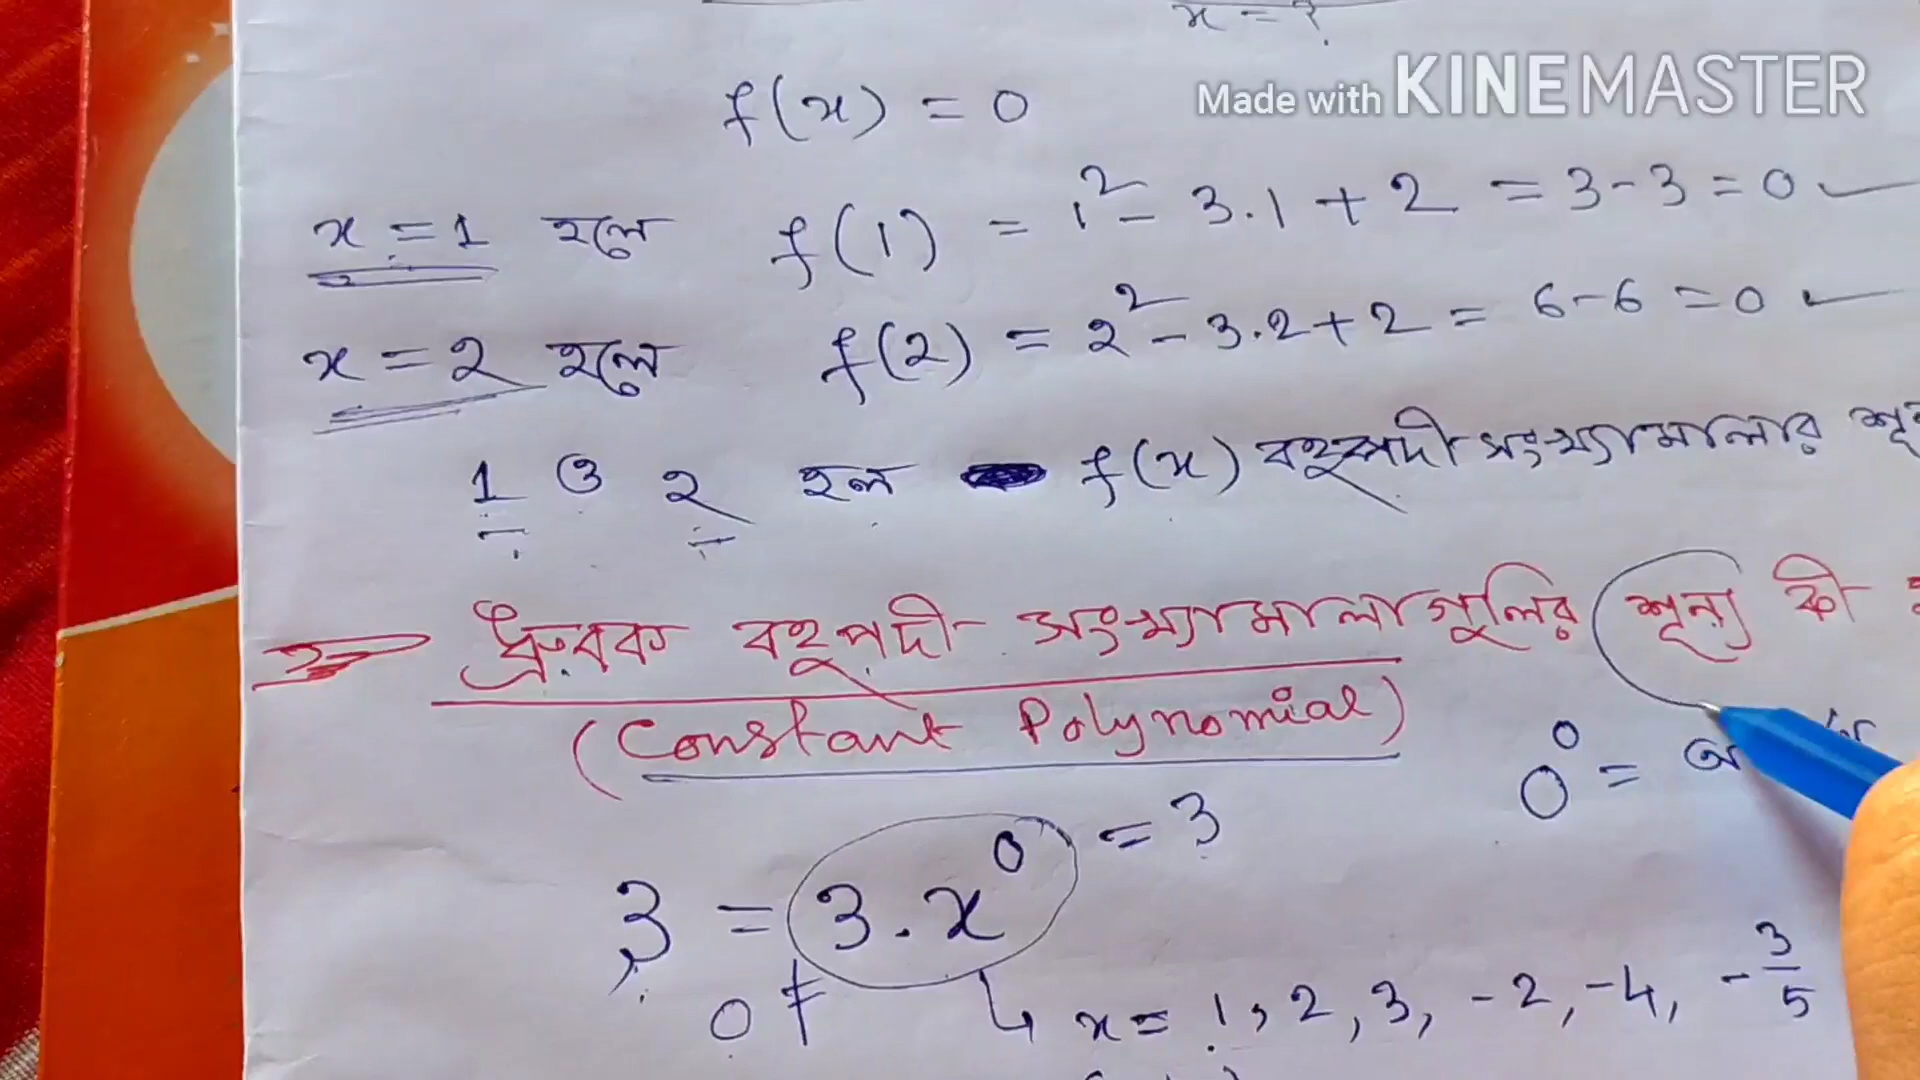 x = ?
Made with KINEMASTER
f(x) = 0
x = 1 হলে f(1) = 1² - 3.1 + 2 = 3 - 3 = 0
x = 2 হলে f(2) = 2² - 3.2 + 2 = 6 - 6 = 0
1 ও 2 হল f(x) বহুপদী সংখ্যামালার
ধ্রুবক বহুপদী সংখ্যামালাগুলির শূন্য কী
(Constant Polynomial)
0⁰ =
3 = 3.x⁰ = 3
0 ≠
x = 1, 2, 3, -2, -4, -3/5